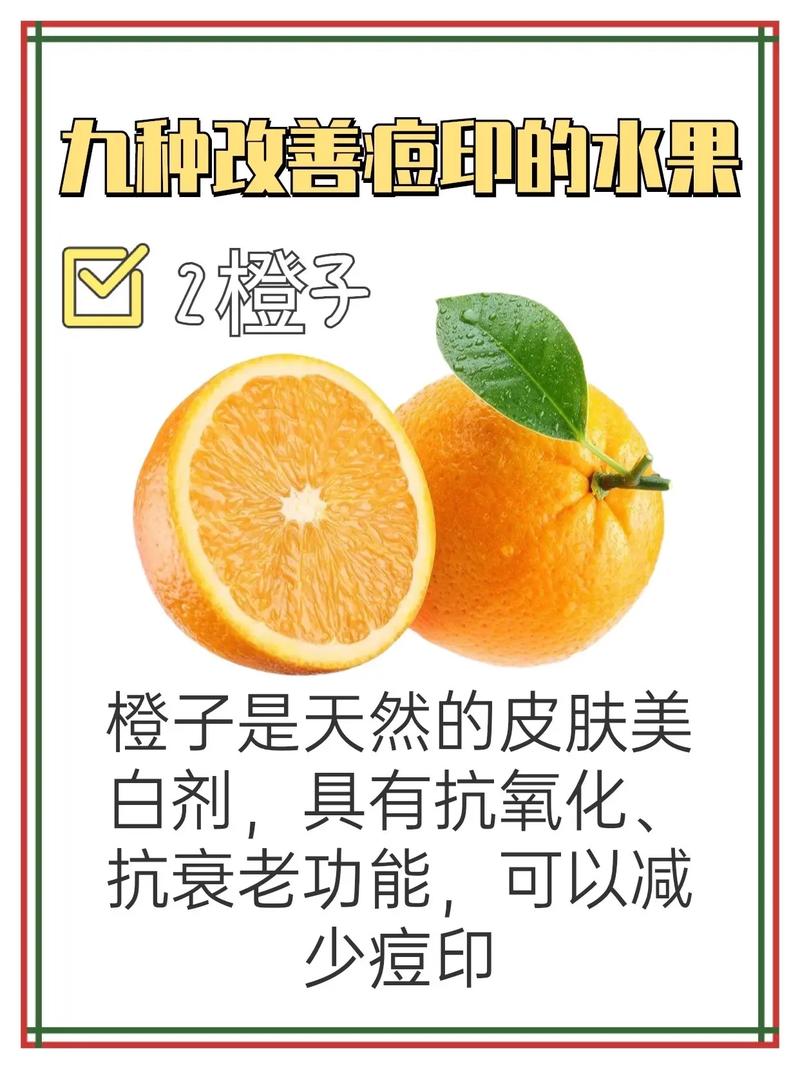 九种改善痘印的水果
2橙子
橙子是天然的皮肤美
白剂，具有抗氧化、
抗衰老功能，可以减
少痘印